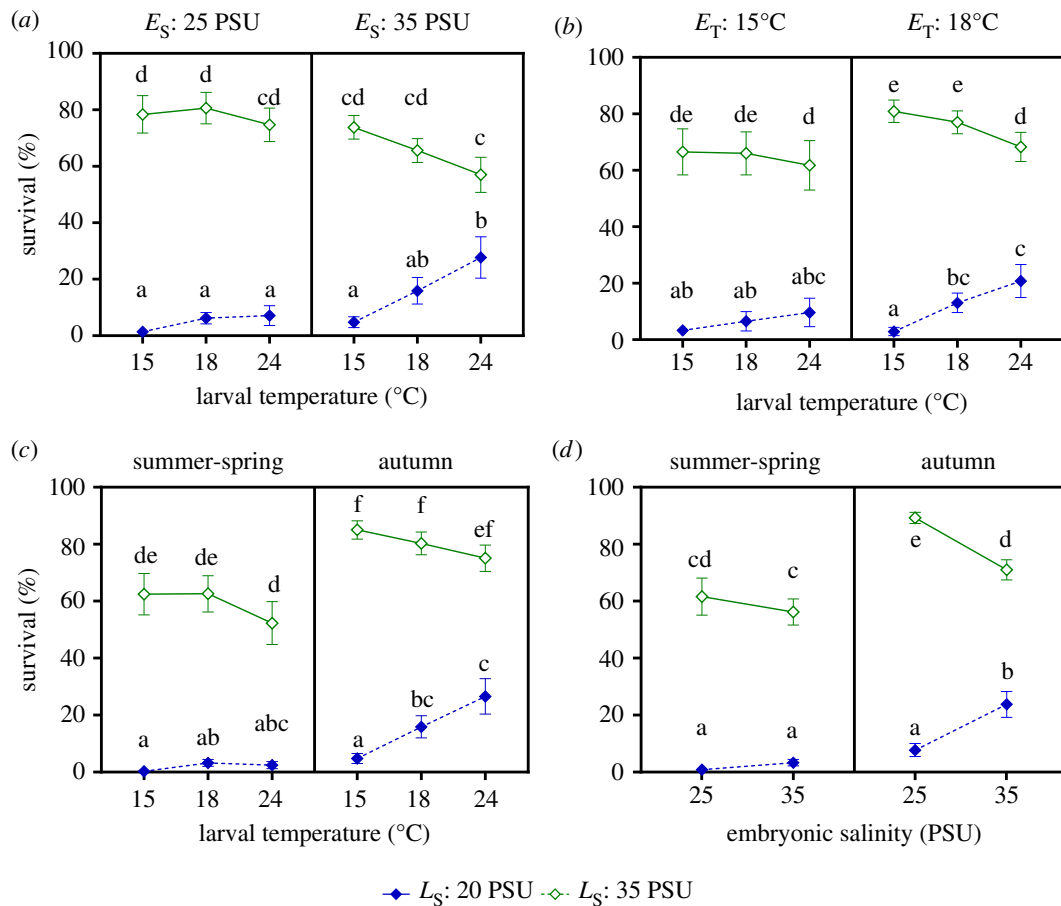 (a) E_S: 25 PSU E_S: 35 PSU
100
80
60
40
20
0
survival (%)
d d cd
a a a
cd cd c
a ab b
15 18 24 15 18 24
larval temperature (°C)
(b) E_T: 15°C E_T: 18°C
100
80
60
40
20
0
de de d
ab ab abc
e e d
a bc c
15 18 24 15 18 24
larval temperature (°C)
(c) summer-spring autumn
100
80
60
40
20
0
survival (%)
de de d
a ab abc
f f ef
a bc c
15 18 24 15 18 24
larval temperature (°C)
(d) summer-spring autumn
100
80
60
40
20
0
cd c
a a
e d
a b
25 35 25 35
embryonic salinity (PSU)
L_S: 20 PSU L_S: 35 PSU